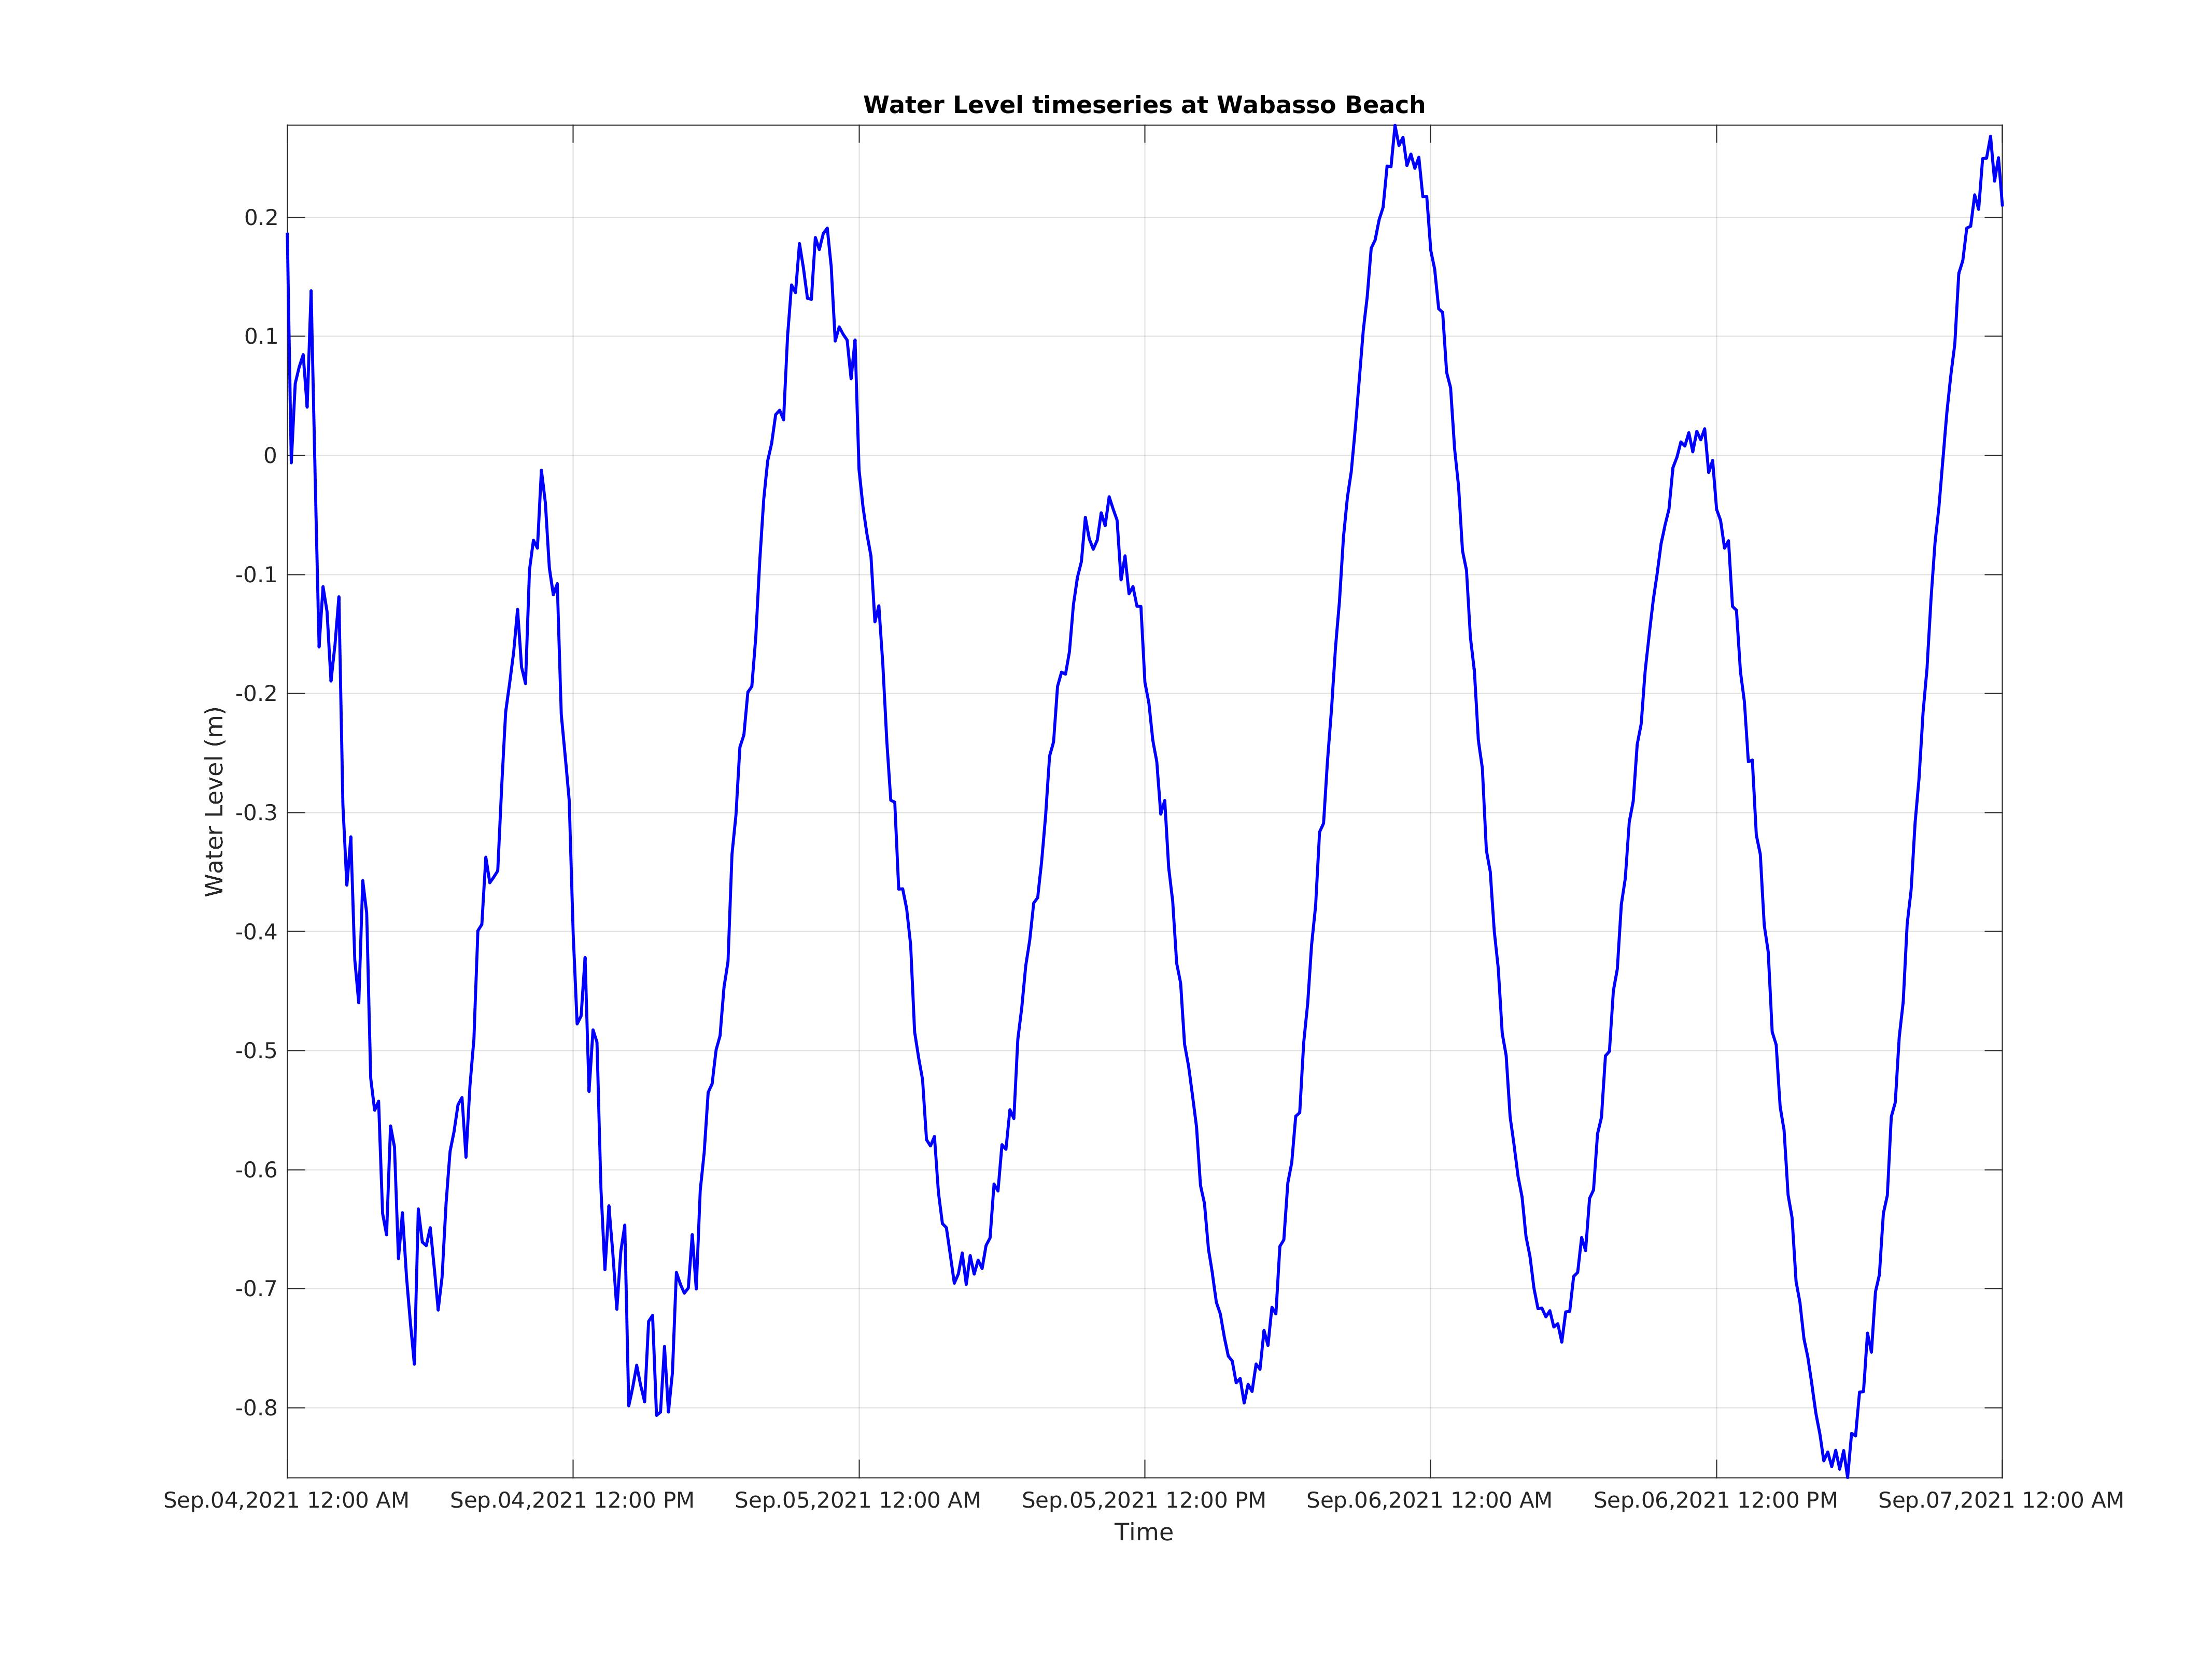 Water Level timeseries at Wabasso Beach
0.2
0.1
0
-0.1
-0.2
-0.3
-0.4
-0.5
-0.6
-0.7
-0.8
Water Level (m)
Sep.04,2021 12:00 AM
Sep.04,2021 12:00 PM
Sep.05,2021 12:00 AM
Sep.05,2021 12:00 PM
Sep.06,2021 12:00 AM
Sep.06,2021 12:00 PM
Sep.07,2021 12:00 AM
Time